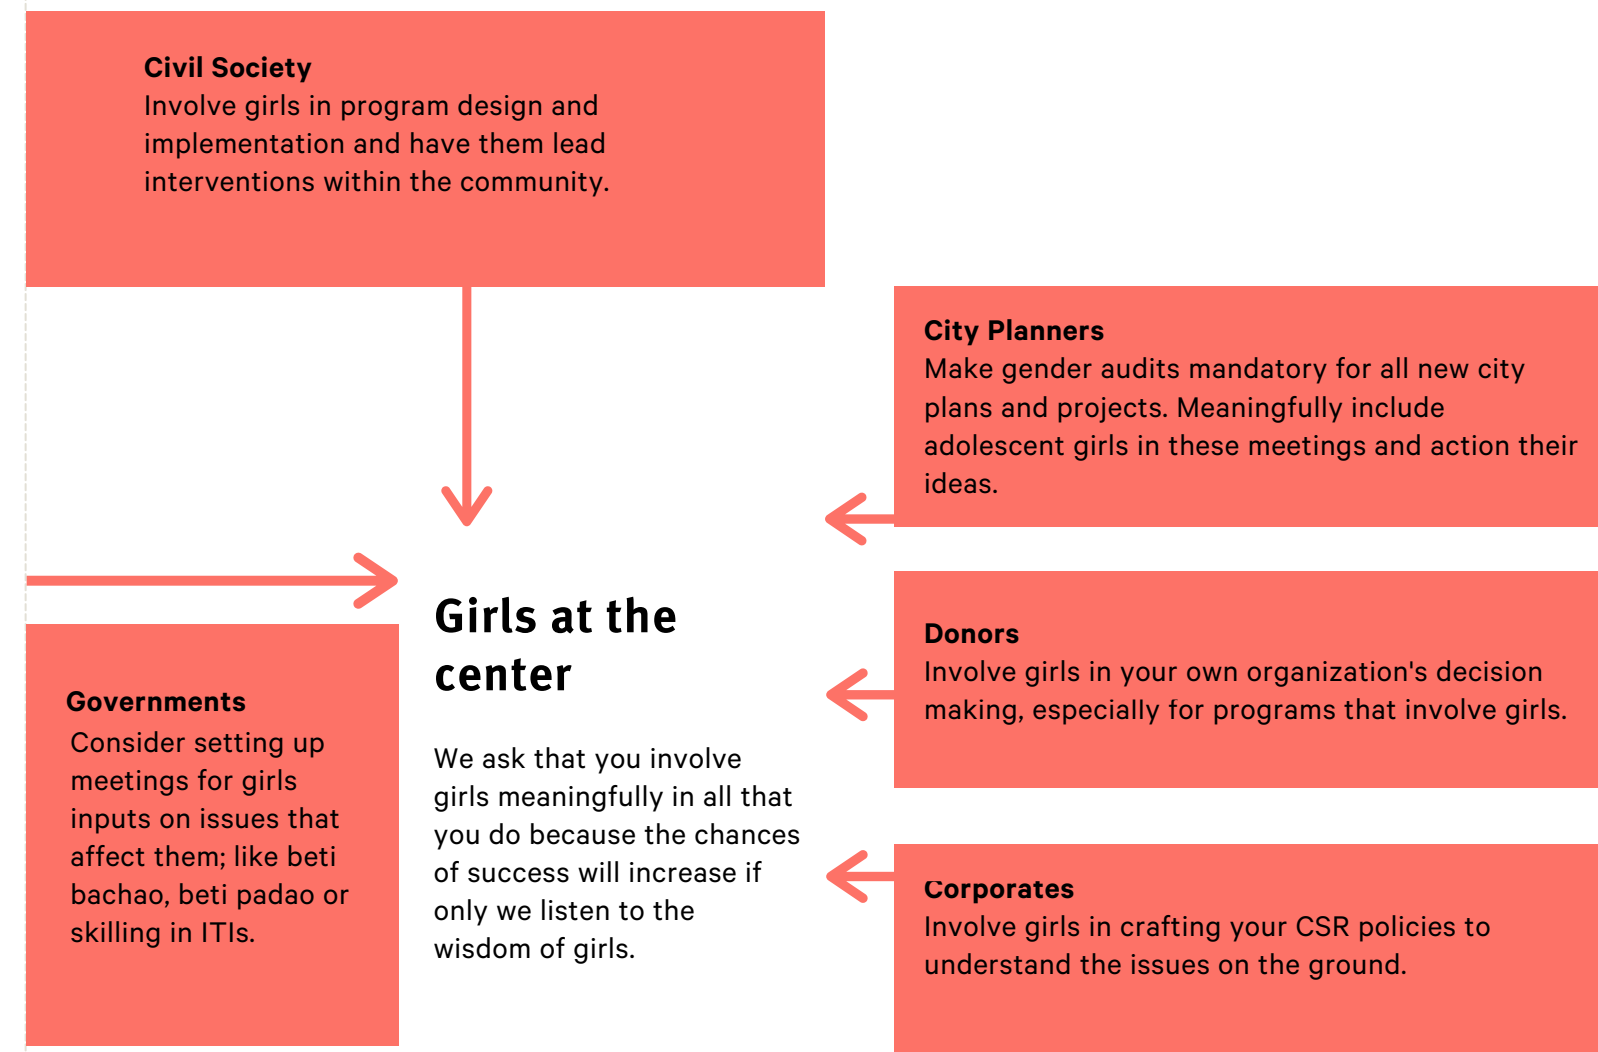 Civil Society
Involve girls in program design and
implementation and have them lead
interventions within the community.
City Planners
Make gender audits mandatory for all new city
plans and projects. Meaningfully include
adolescent girls in these meetings and action their
ideas.
Girls at the
center
We ask that you involve
girls meaningfully in all that
you do because the chances
of success will increase if
only we listen to the
wisdom of girls.
Governments
Consider setting up
meetings for girls
inputs on issues that
affect them; like beti
bachao, beti padao or
skilling in ITIs.
Donors
Involve girls in your own organization's decision
making, especially for programs that involve girls.
Corporates
Involve girls in crafting your CSR policies to
understand the issues on the ground.